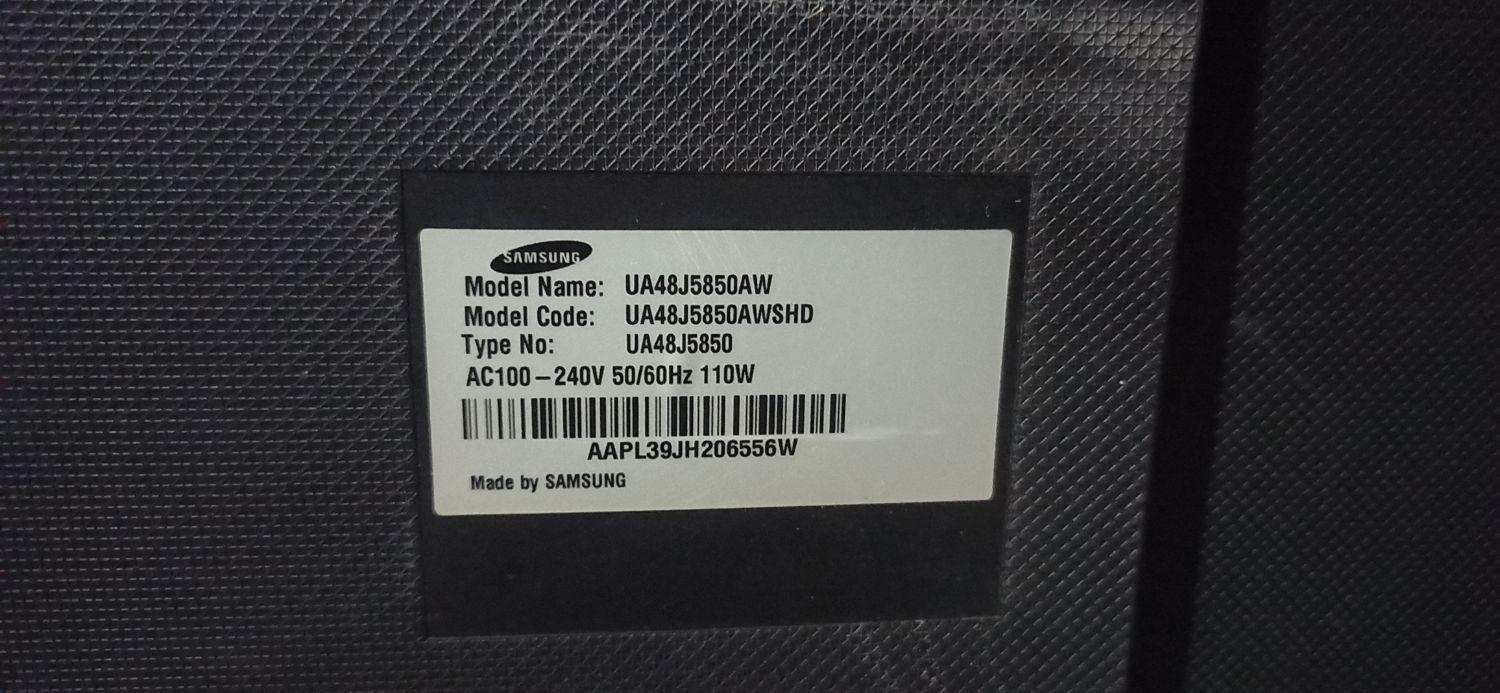 SAMSUNG
Model Name: UA48J5850AW
Model Code: UA48J5850AWSHD
Type No: UA48J5850
AC100-240V 50/60Hz 110W
AAPL39JH206556W
Made by SAMSUNG